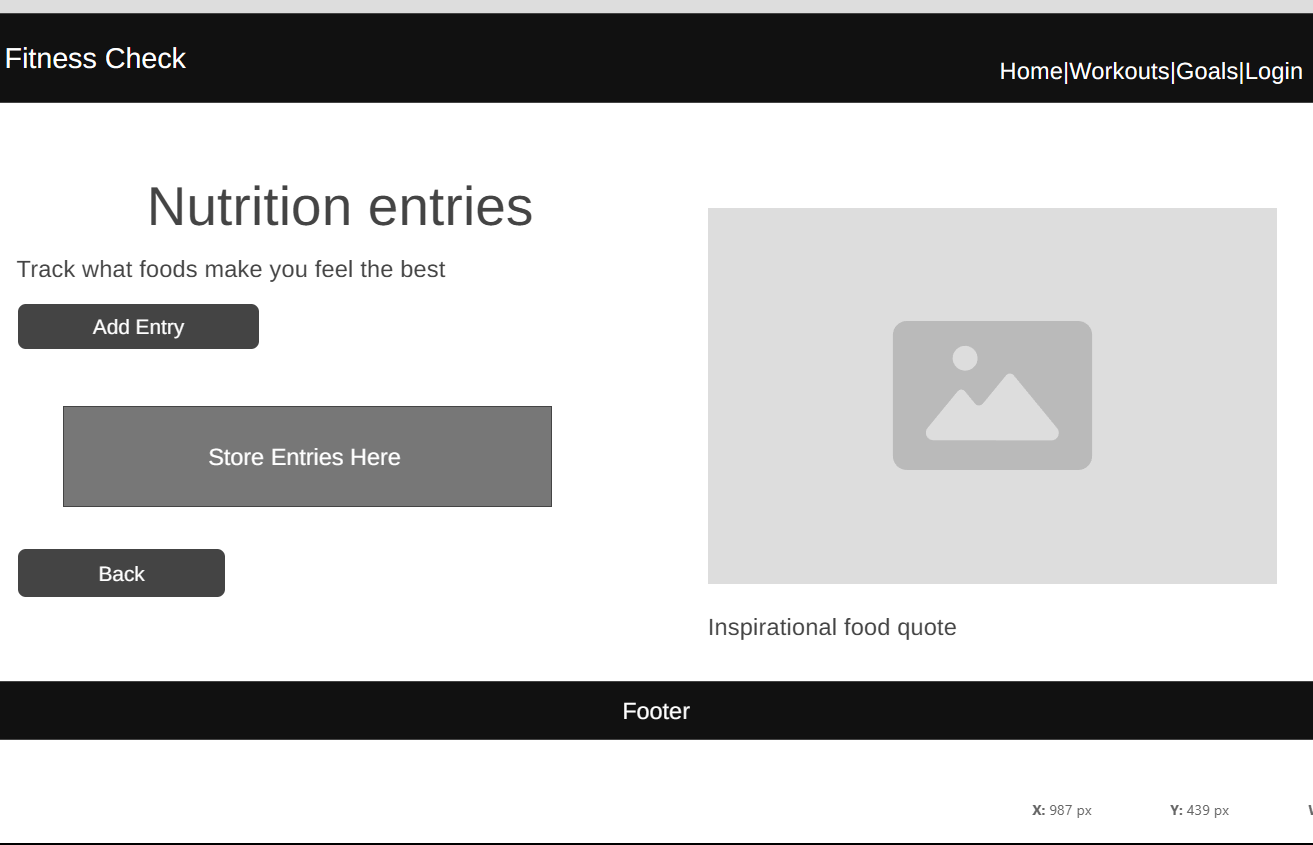 Fitness Check
Home|Workouts|Goals|Login
Nutrition entries
Track what foods make you feel the best
Add Entry
Store Entries Here
Back
Inspirational food quote
Footer
X: 987 px Y: 439 px